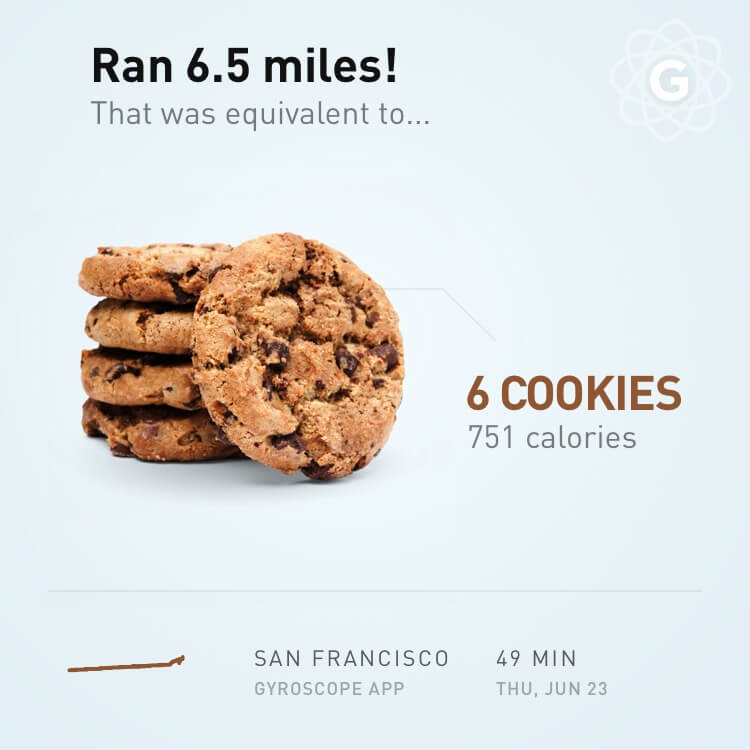 Ran 6.5 miles!
G
That was equivalent to...
6 COOKIES
751 calories
SAN FRANCISCO
49 MIN
GYROSCOPE APP
THU, JUN 23